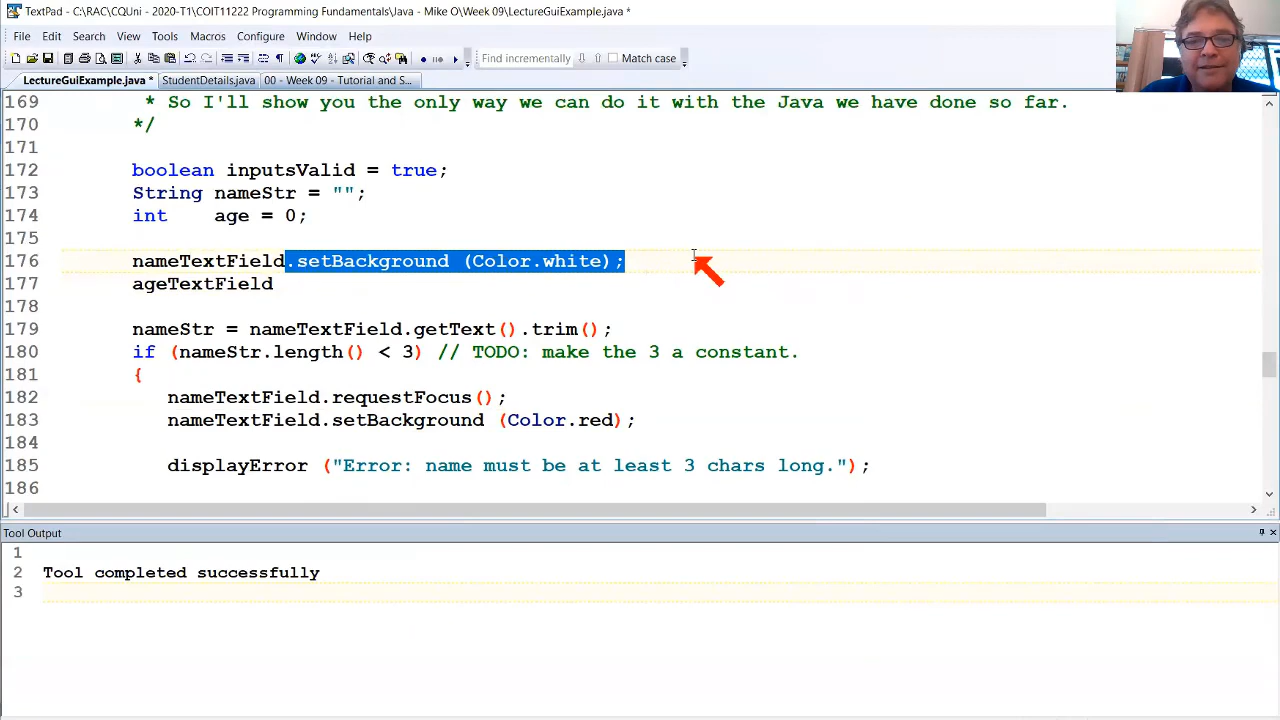 TextPad - C:\RAC\CQUni - 2020-T1\COIT11222 Programming Fundamentals\Java - Mike O\Week 09\LectureGuiExample.java *
File Edit Search View Tools Macros Configure Window Help
Find incrementally Match case
LectureGuiExample.java * StudentDetails.java 00 - Week 09 - Tutorial and S...
169 * So I'll show you the only way we can do it with the Java we have done so far.
170 */
171
172 boolean inputsValid = true;
173 String nameStr = "";
174 int age = 0;
175
176 nameTextField.setBackground (Color.white);
177 ageTextField
178
179 nameStr = nameTextField.getText().trim();
180 if (nameStr.length() < 3) // TODO: make the 3 a constant.
181 {
182 nameTextField.requestFocus();
183 nameTextField.setBackground (Color.red);
184
185 displayError ("Error: name must be at least 3 chars long.");
186
Tool Output
1
2 Tool completed successfully
3